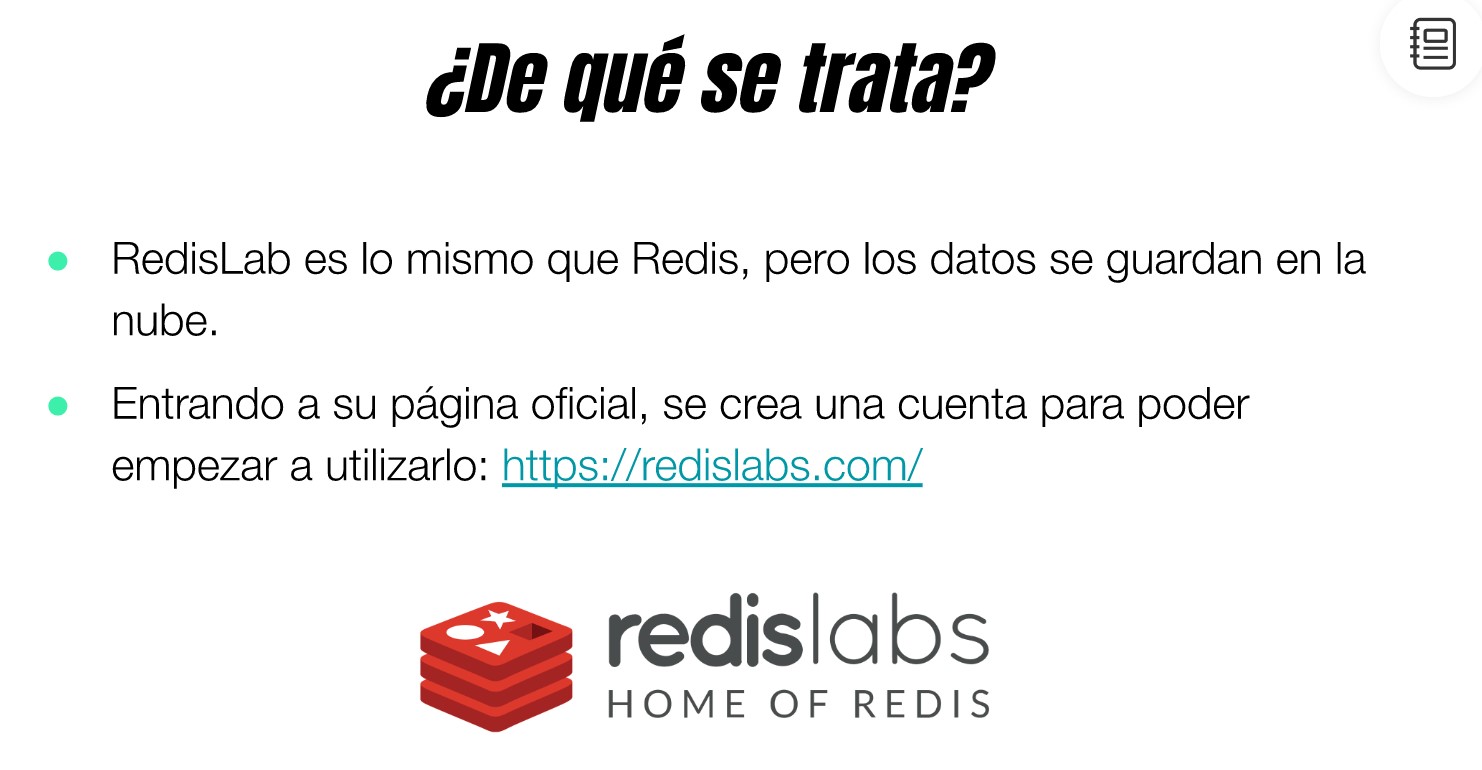 ¿De qué se trata?
RedisLab es lo mismo que Redis, pero los datos se guardan en la
nube.
Entrando a su página oficial, se crea una cuenta para poder
empezar a utilizarlo: https://redislabs.com/
redislabs
HOME OF REDIS